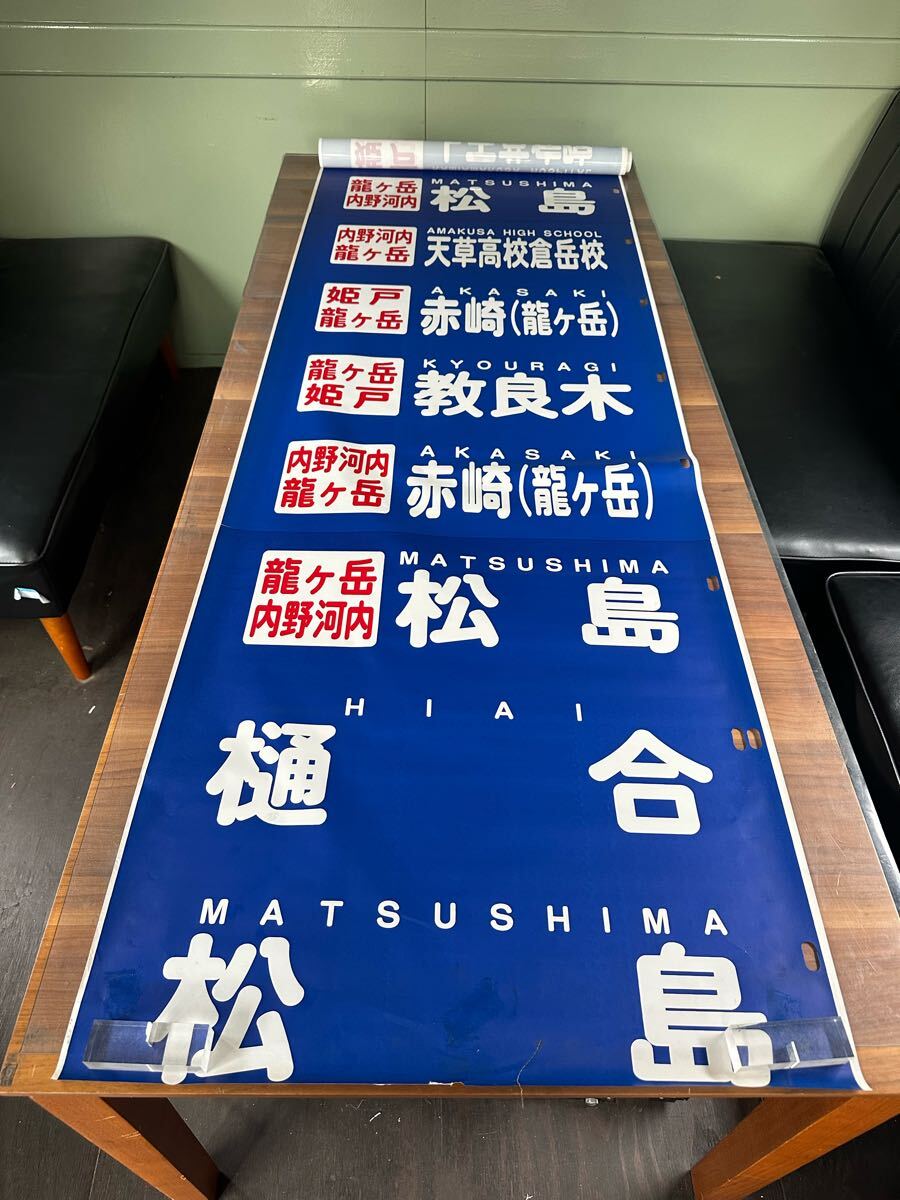 MATSUSHIMA
龍ヶ岳
内野河内
松島
AMAKUSA HIGH SCHOOL
内野河内
龍ヶ岳
天草高校倉岳校
AKASAKI
姫戸
龍ヶ岳
赤崎(龍ヶ岳)
KYOURAGI
龍ヶ岳
姫戸
教良木
AKASAKI
内野河内
龍ヶ岳
赤崎(龍ヶ岳)
MATSUSHIMA
龍ヶ岳
内野河内
松島
HIAI
樋合
MATSUSHIMA
松島